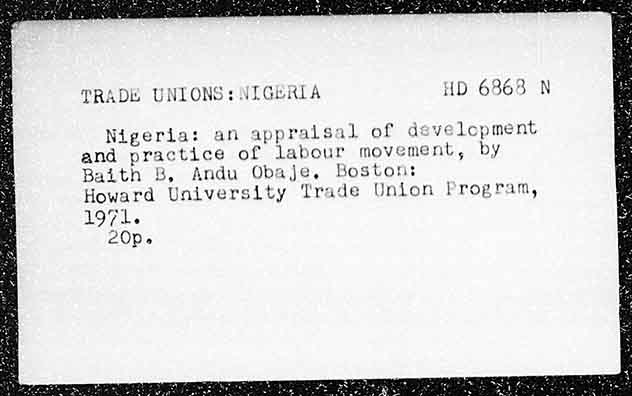 TRADE UNIONS:NIGERIA HD 6868 N
Nigeria: an appraisal of development
and practice of labour movement, by
Baith B. Andu Obaje. Boston:
Howard University Trade Union Program,
1971.
20p.